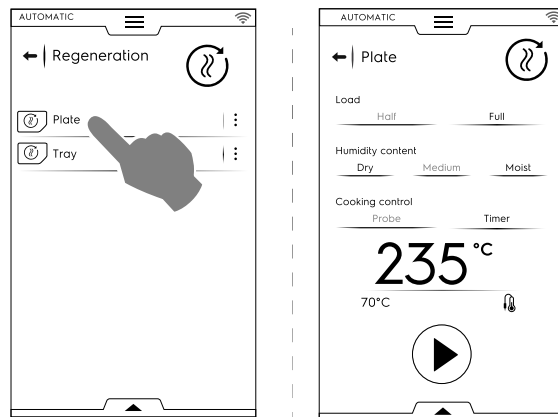 AUTOMATIC
Regeneration
Plate
Tray
AUTOMATIC
Plate
Load
Half Full
Humidity content
Dry Medium Moist
Cooking control
Probe Timer
235 °C
70°C